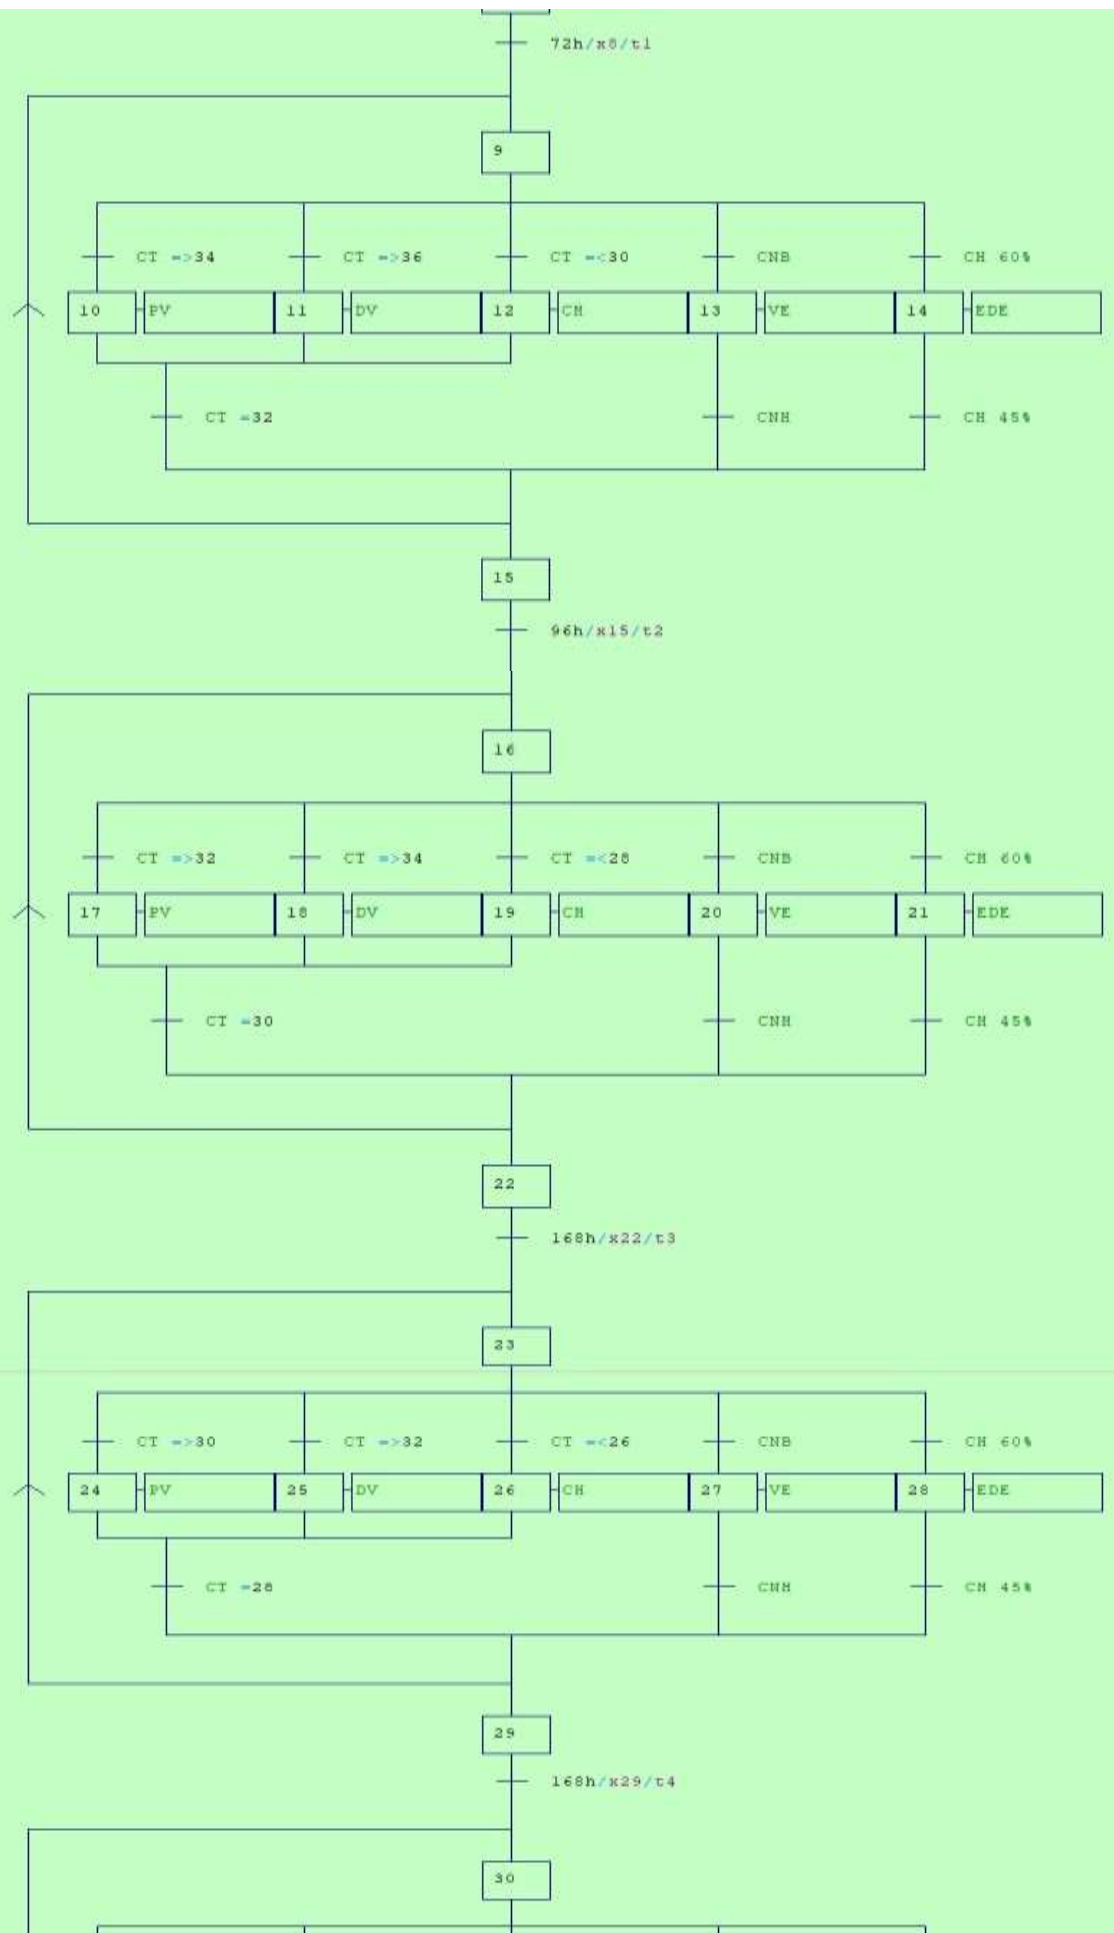 72h/x8/t1
9
CT =>34 CT =>36 CT =<30 CNB CH 60%
10 PV 11 DV 12 CH 13 VE 14 EDE
CT =32 CNH CH 45%
15
96h/x15/t2
16
CT =>32 CT =>34 CT =<28 CNB CH 60%
17 PV 18 DV 19 CH 20 VE 21 EDE
CT =30 CNH CH 45%
22
168h/x22/t3
23
CT =>30 CT =>32 CT =<26 CNB CH 60%
24 PV 25 DV 26 CH 27 VE 28 EDE
CT =28 CNH CH 45%
29
168h/x29/t4
30